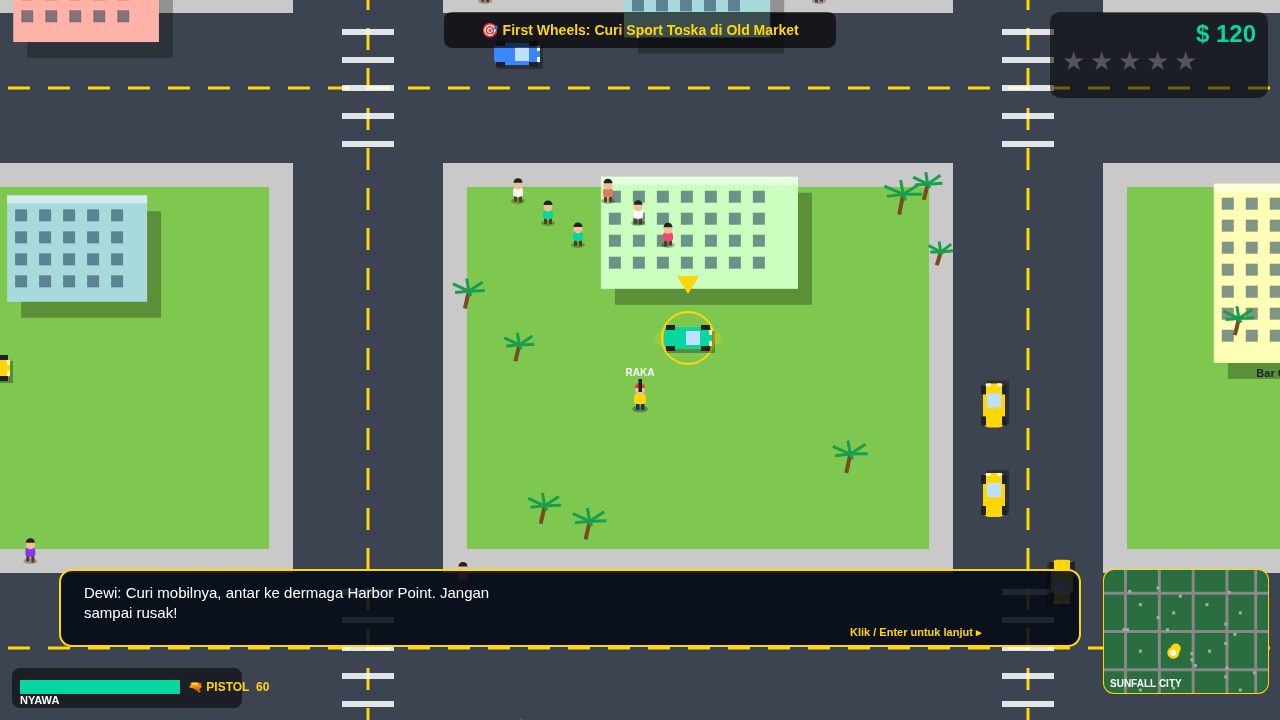 🎯 First Wheels: Curi Sport Toska di Old Market
$ 120
★ ★ ★ ★ ★
RAKA
Bar
Dewi: Curi mobilnya, antar ke dermaga Harbor Point. Jangan
sampai rusak!
Klik / Enter untuk lanjut ▸
🔫 PISTOL 60
NYAWA
SUNFALL CITY